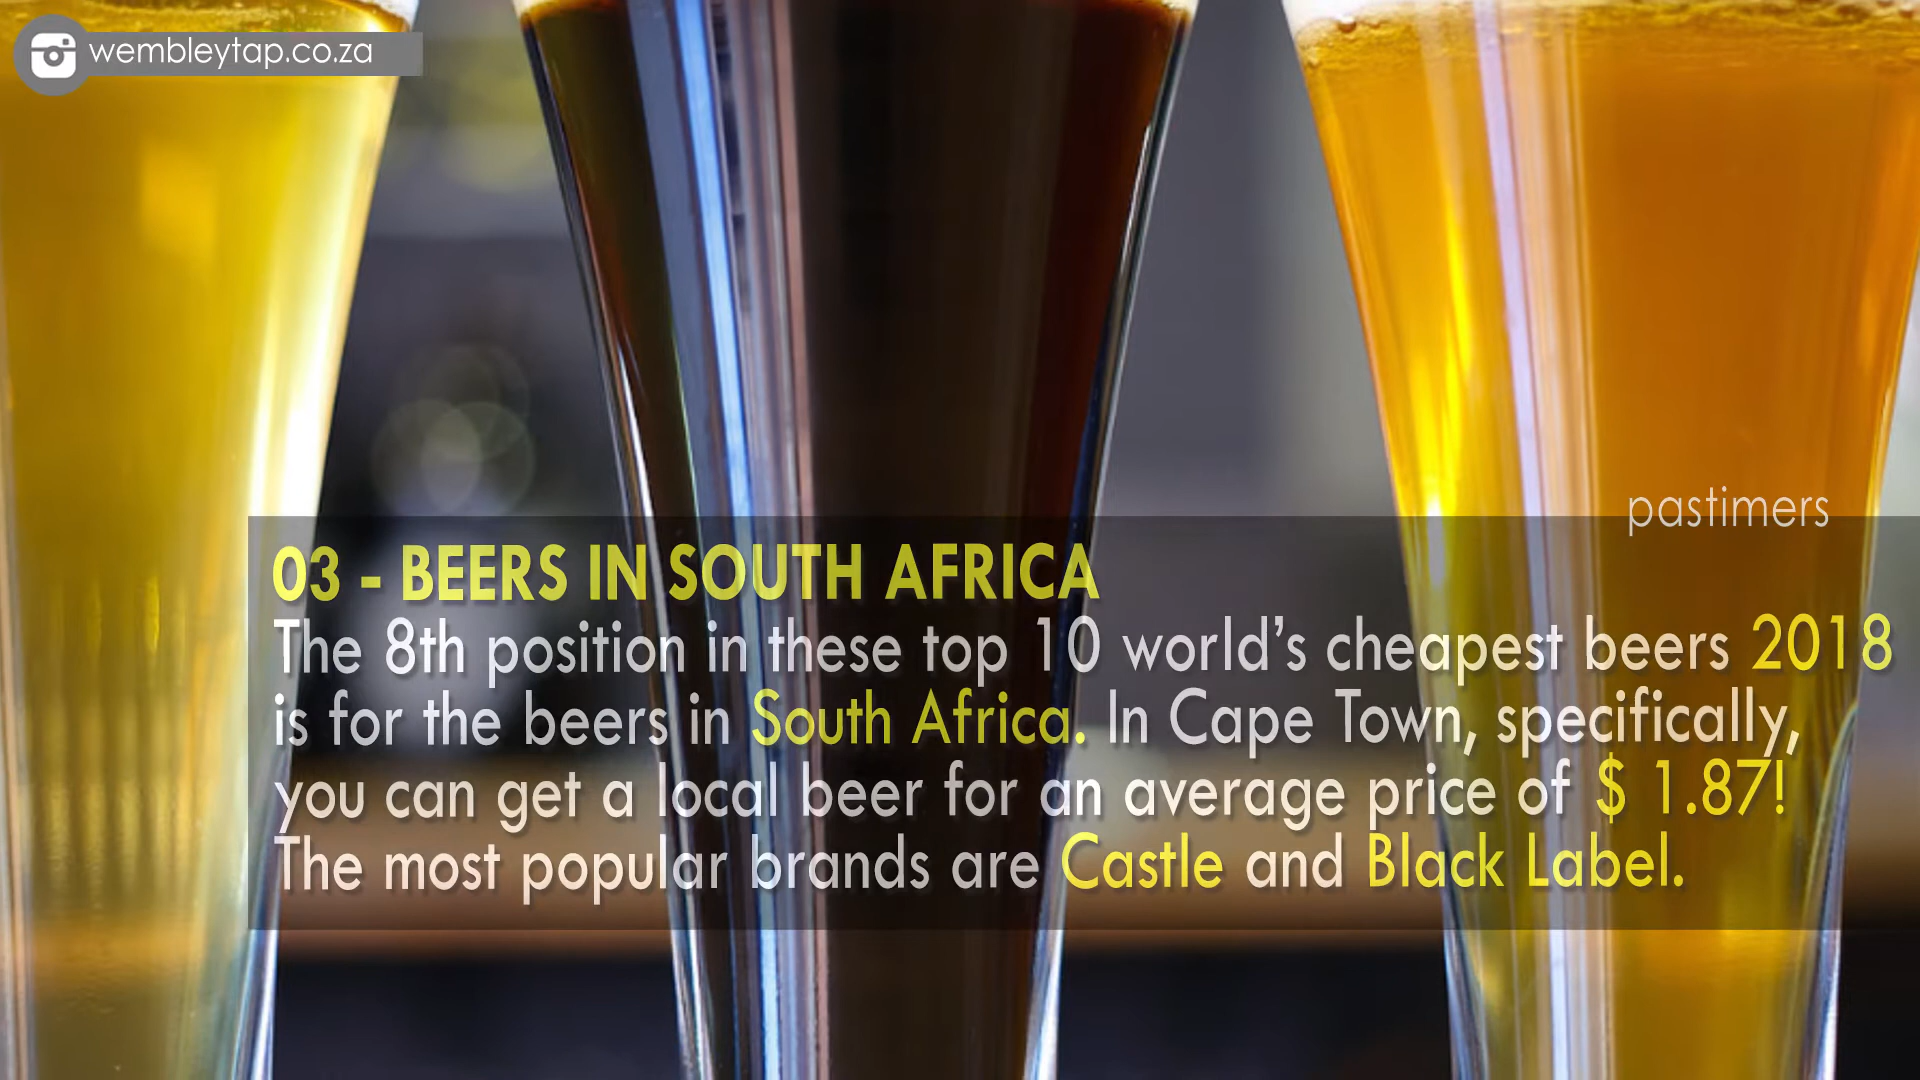 wembleytap.co.za
pastimers
03 - BEERS IN SOUTH AFRICA
The 8th position in these top 10 world's cheapest beers 2018
is for the beers in South Africa. In Cape Town, specifically,
you can get a local beer for an average price of $ 1.87!
The most popular brands are Castle and Black Label.